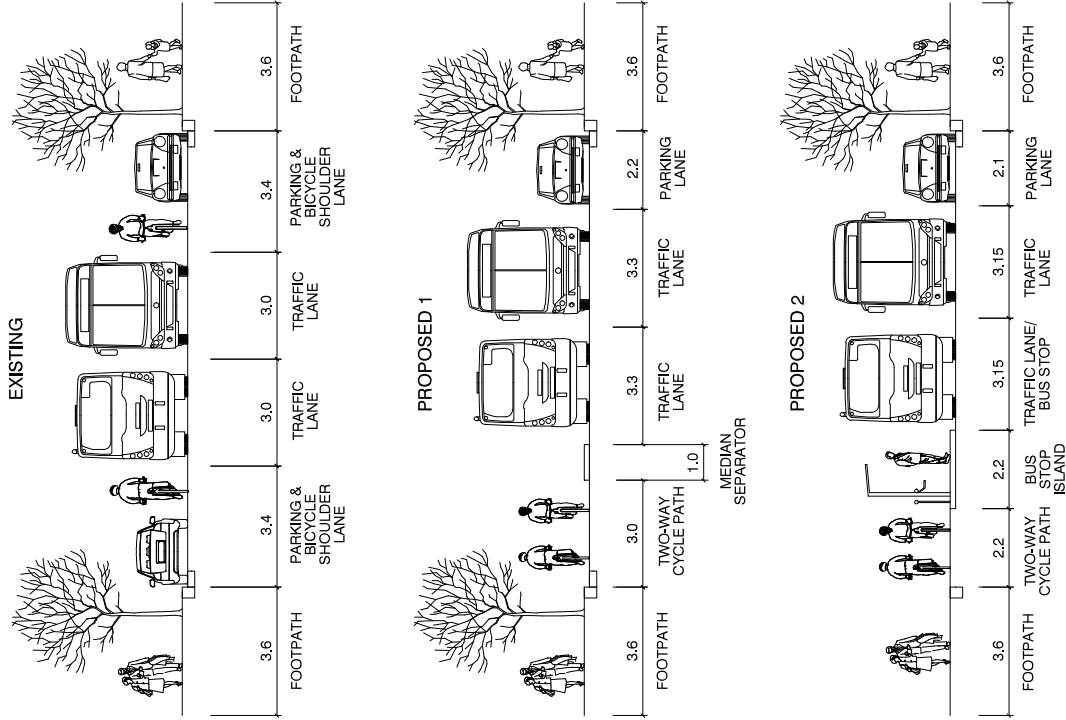 EXISTING
3.6
FOOTPATH
3.4
PARKING &
BICYCLE
SHOULDER
LANE
3.0
TRAFFIC
LANE
3.0
TRAFFIC
LANE
3.4
PARKING &
BICYCLE
SHOULDER
LANE
3.6
FOOTPATH
PROPOSED 1
3.6
FOOTPATH
3.0
TWO-WAY
CYCLE PATH
1.0
MEDIAN
SEPARATOR
3.3
TRAFFIC
LANE
3.3
TRAFFIC
LANE
2.2
PARKING
LANE
3.6
FOOTPATH
PROPOSED 2
3.6
FOOTPATH
2.2
TWO-WAY
CYCLE PATH
2.2
BUS
STOP
ISLAND
3.15
TRAFFIC LANE/
BUS STOP
3.15
TRAFFIC
LANE
2.1
PARKING
LANE
3.6
FOOTPATH